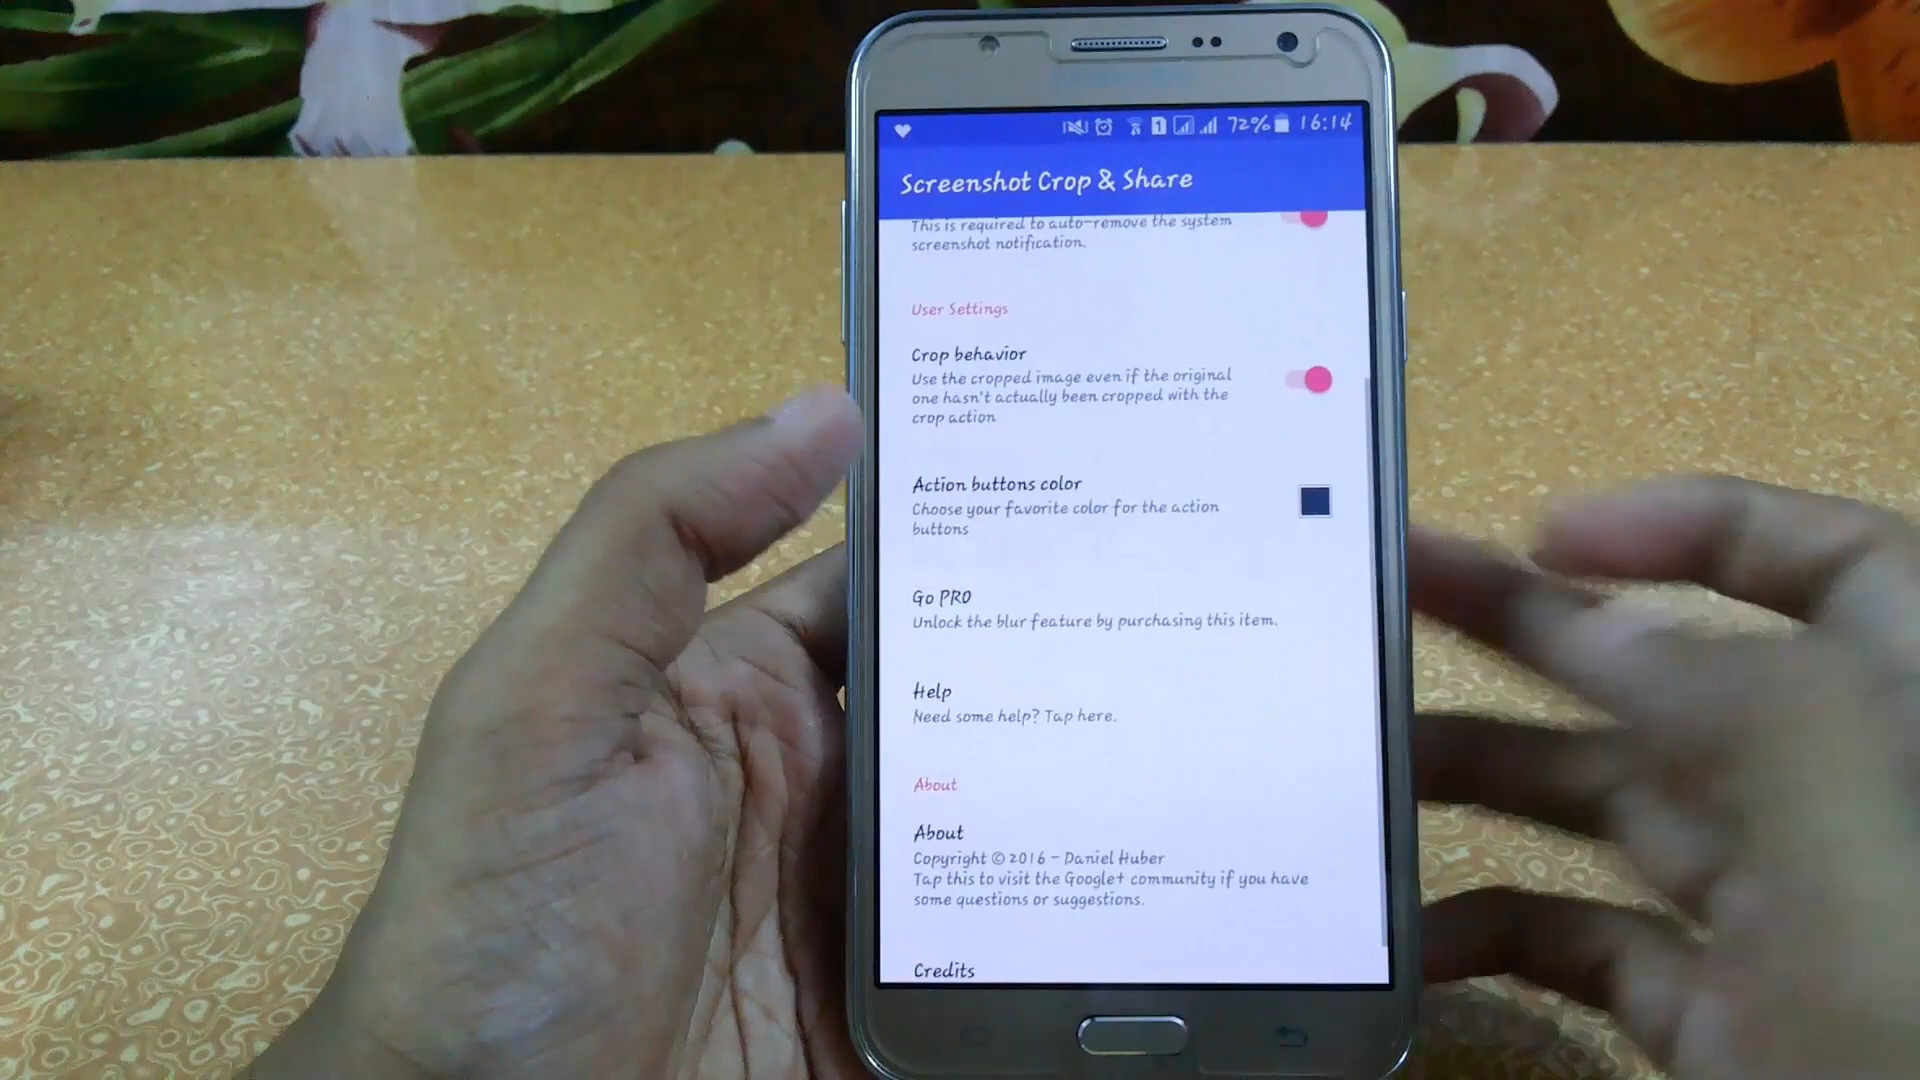 1 72% 16:14
Screenshot Crop & Share
This is required to auto-remove the system
screenshot notification.
User Settings
Crop behavior
Use the cropped image even if the original
one hasn't actually been cropped with the
crop action
Action buttons color
Choose your favorite color for the action
buttons
Go PRO
Unlock the blur feature by purchasing this item.
Help
Need some help? Tap here.
About
About
Copyright © 2016 - Daniel Huber
Tap this to visit the Google+ community if you have
some questions or suggestions.
Credits